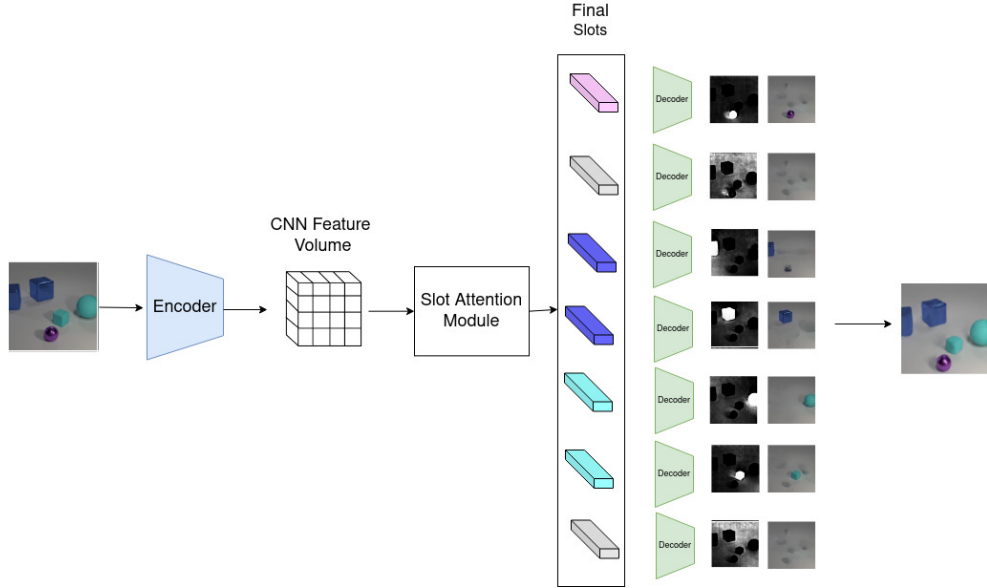 Final
Slots
CNN Feature
Volume
Encoder
Slot Attention
Module
Decoder
Decoder
Decoder
Decoder
Decoder
Decoder
Decoder